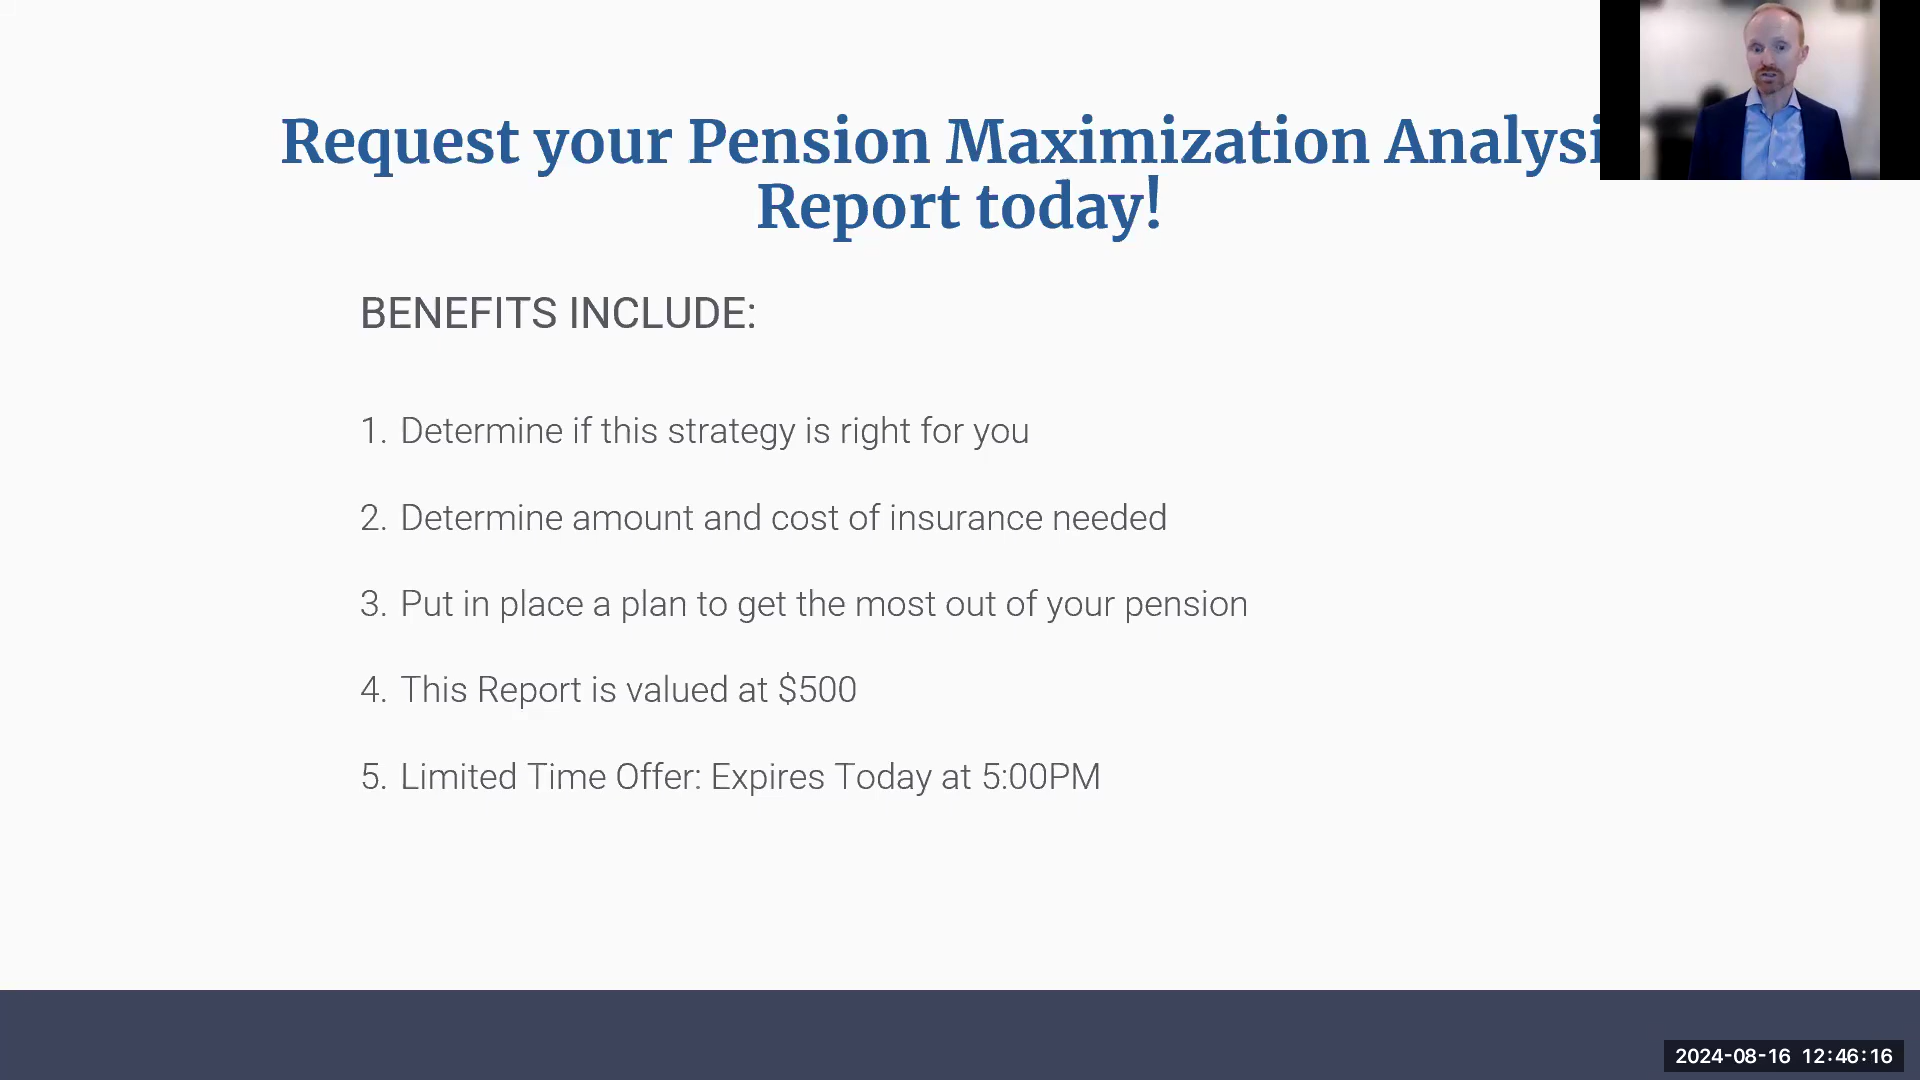 Request your Pension Maximization Analysi
Report today!
BENEFITS INCLUDE:
1. Determine if this strategy is right for you
2. Determine amount and cost of insurance needed
3. Put in place a plan to get the most out of your pension
4. This Report is valued at $500
5. Limited Time Offer: Expires Today at 5:00PM
2024-08-16 12:46:16